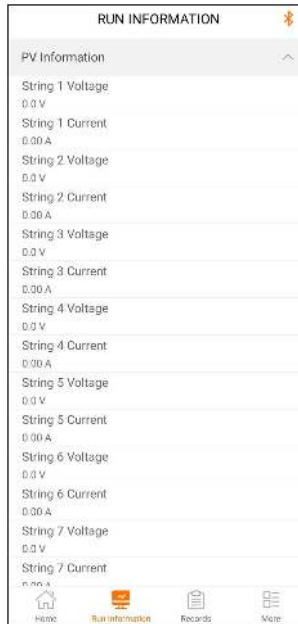 RUN INFORMATION
PV Information
String 1 Voltage
0.0 V
String 1 Current
0.00 A
String 2 Voltage
0.0 V
String 2 Current
0.00 A
String 3 Voltage
0.0 V
String 3 Current
0.00 A
String 4 Voltage
0.0 V
String 4 Current
0.00 A
String 5 Voltage
0.0 V
String 5 Current
0.00 A
String 6 Voltage
0.0 V
String 6 Current
0.00 A
String 7 Voltage
0.0 V
String 7 Current
0.00 A
Home Run Information Records More